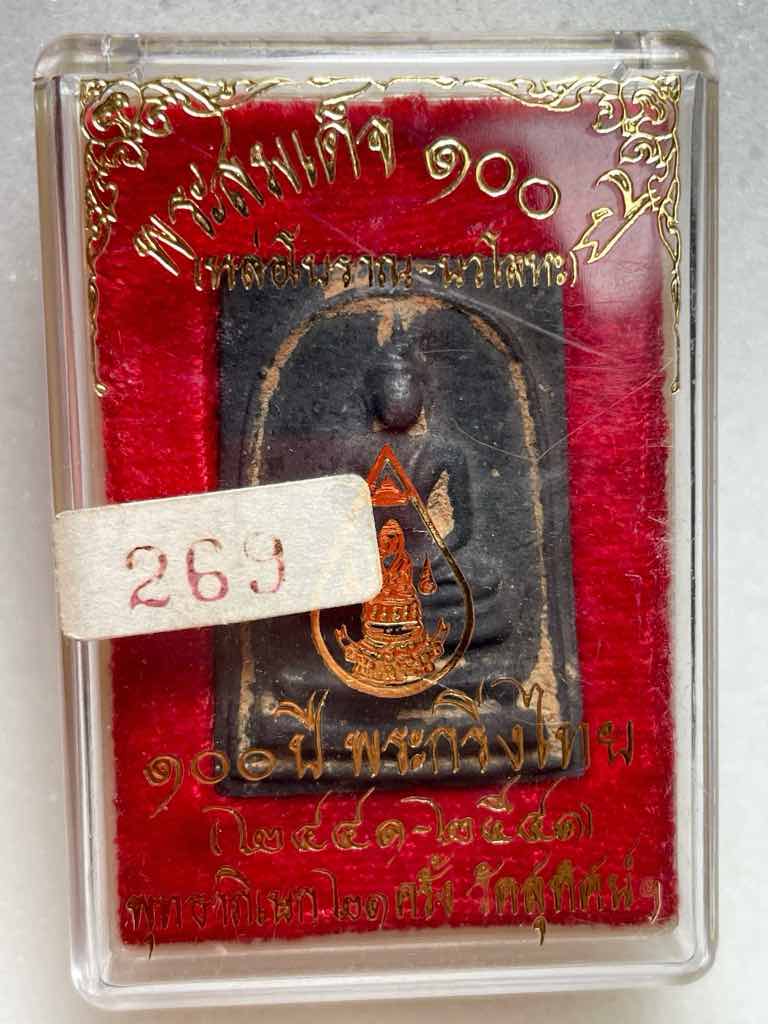 พระสมเด็จ ๑๐๐ ปี
(หล่อโบราณ-นวโลหะ)
269
๑๐๐ ปี พระกริ่งไทย
(๒๔๔๑-๒๕๔๑)
พุทธาภิเษก ๒๑ ครั้ง วัดสุทัศน์ฯ